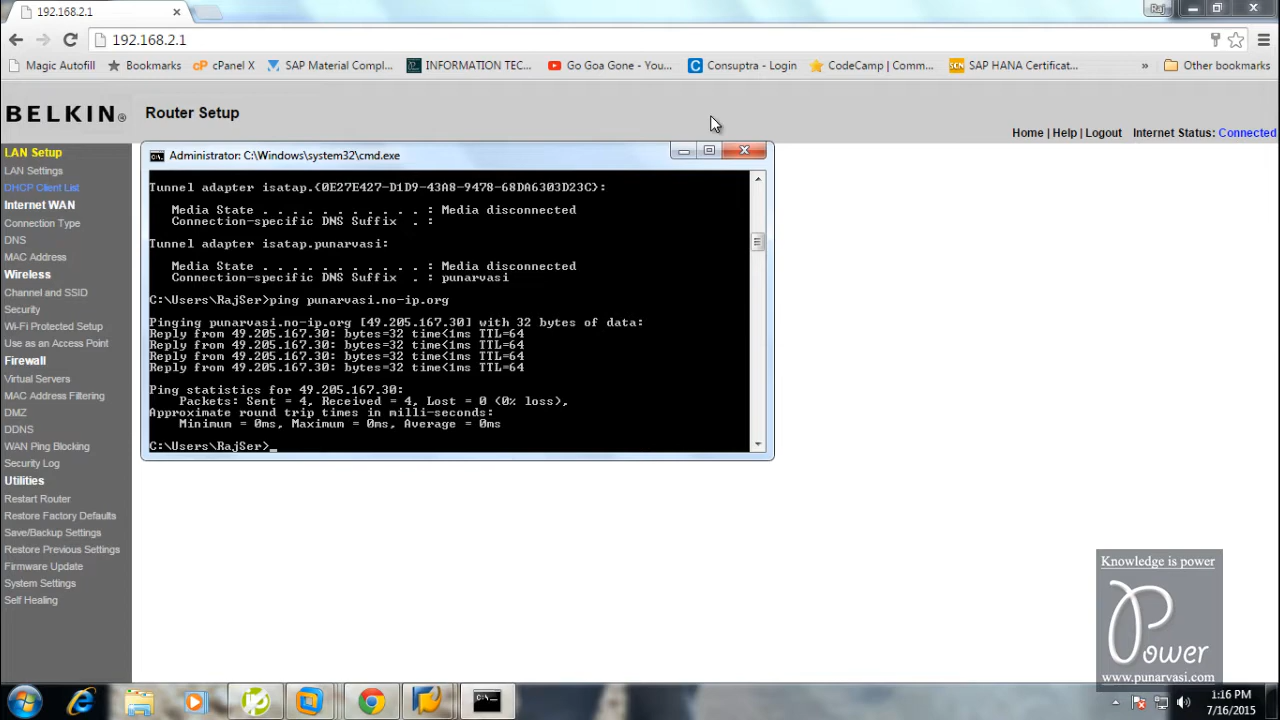 192.168.2.1
Raj
192.168.2.1
Magic Autofill
Bookmarks
cP cPanel X
SAP Material Compl...
INFORMATION TEC...
Go Goa Gone - You...
Consuptra - Login
CodeCamp | Comm...
SCN SAP HANA Certificat...
»
Other bookmarks
BELKIN®
Router Setup
Home | Help | Logout Internet Status: Connected
LAN Setup
LAN Settings
DHCP Client List
Internet WAN
Connection Type
DNS
MAC Address
Wireless
Channel and SSID
Security
Wi-Fi Protected Setup
Use as an Access Point
Firewall
Virtual Servers
MAC Address Filtering
DMZ
DDNS
WAN Ping Blocking
Security Log
Utilities
Restart Router
Restore Factory Defaults
Save/Backup Settings
Restore Previous Settings
Firmware Update
System Settings
Self Healing
Administrator: C:\Windows\system32\cmd.exe
Tunnel adapter isatap.{0E27E427-D1D9-43A8-9478-68DA6303D23C}:
Media State . . . . . . . . . . . : Media disconnected
Connection-specific DNS Suffix . :
Tunnel adapter isatap.punarvasi:
Media State . . . . . . . . . . . : Media disconnected
Connection-specific DNS Suffix . : punarvasi
C:\Users\RajSer>ping punarvasi.no-ip.org
Pinging punarvasi.no-ip.org [49.205.167.30] with 32 bytes of data:
Reply from 49.205.167.30: bytes=32 time<1ms TTL=64
Reply from 49.205.167.30: bytes=32 time<1ms TTL=64
Reply from 49.205.167.30: bytes=32 time<1ms TTL=64
Reply from 49.205.167.30: bytes=32 time<1ms TTL=64
Ping statistics for 49.205.167.30:
Packets: Sent = 4, Received = 4, Lost = 0 (0% loss),
Approximate round trip times in milli-seconds:
Minimum = 0ms, Maximum = 0ms, Average = 0ms
C:\Users\RajSer>_
Knowledge is power
Power
www.punarvasi.com
1:16 PM
7/16/2015